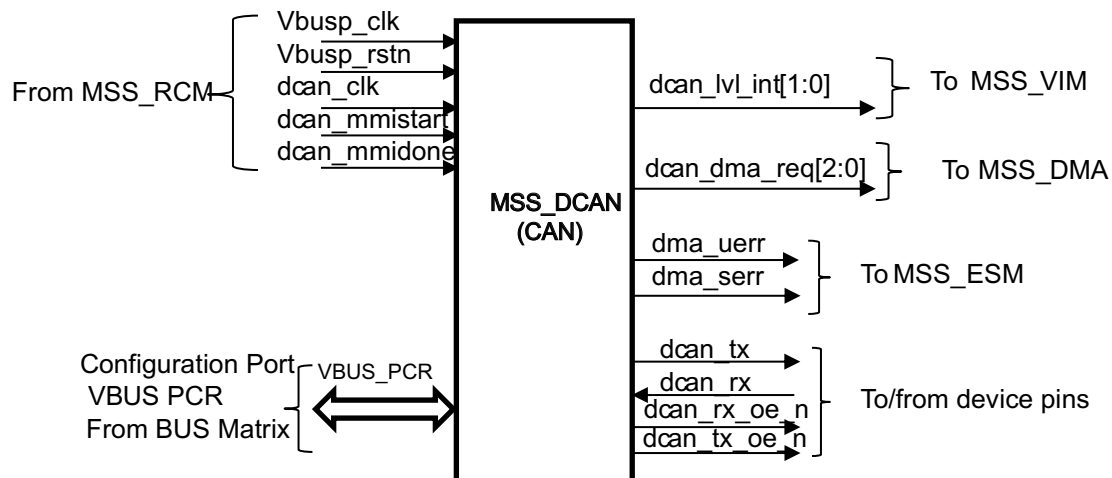 Vbusp_clk
Vbusp_rstn
From MSS_RCM
dcan_clk
dcan_mmistart
dcan_mmidone
MSS_DCAN
(CAN)
dcan_lvl_int[1:0]
To MSS_VIM
dcan_dma_req[2:0]
To MSS_DMA
dma_uerr
dma_serr
To MSS_ESM
Configuration Port
VBUS PCR
From BUS Matrix
VBUS_PCR
dcan_tx
dcan_rx
dcan_rx_oe_n
dcan_tx_oe_n
To/from device pins